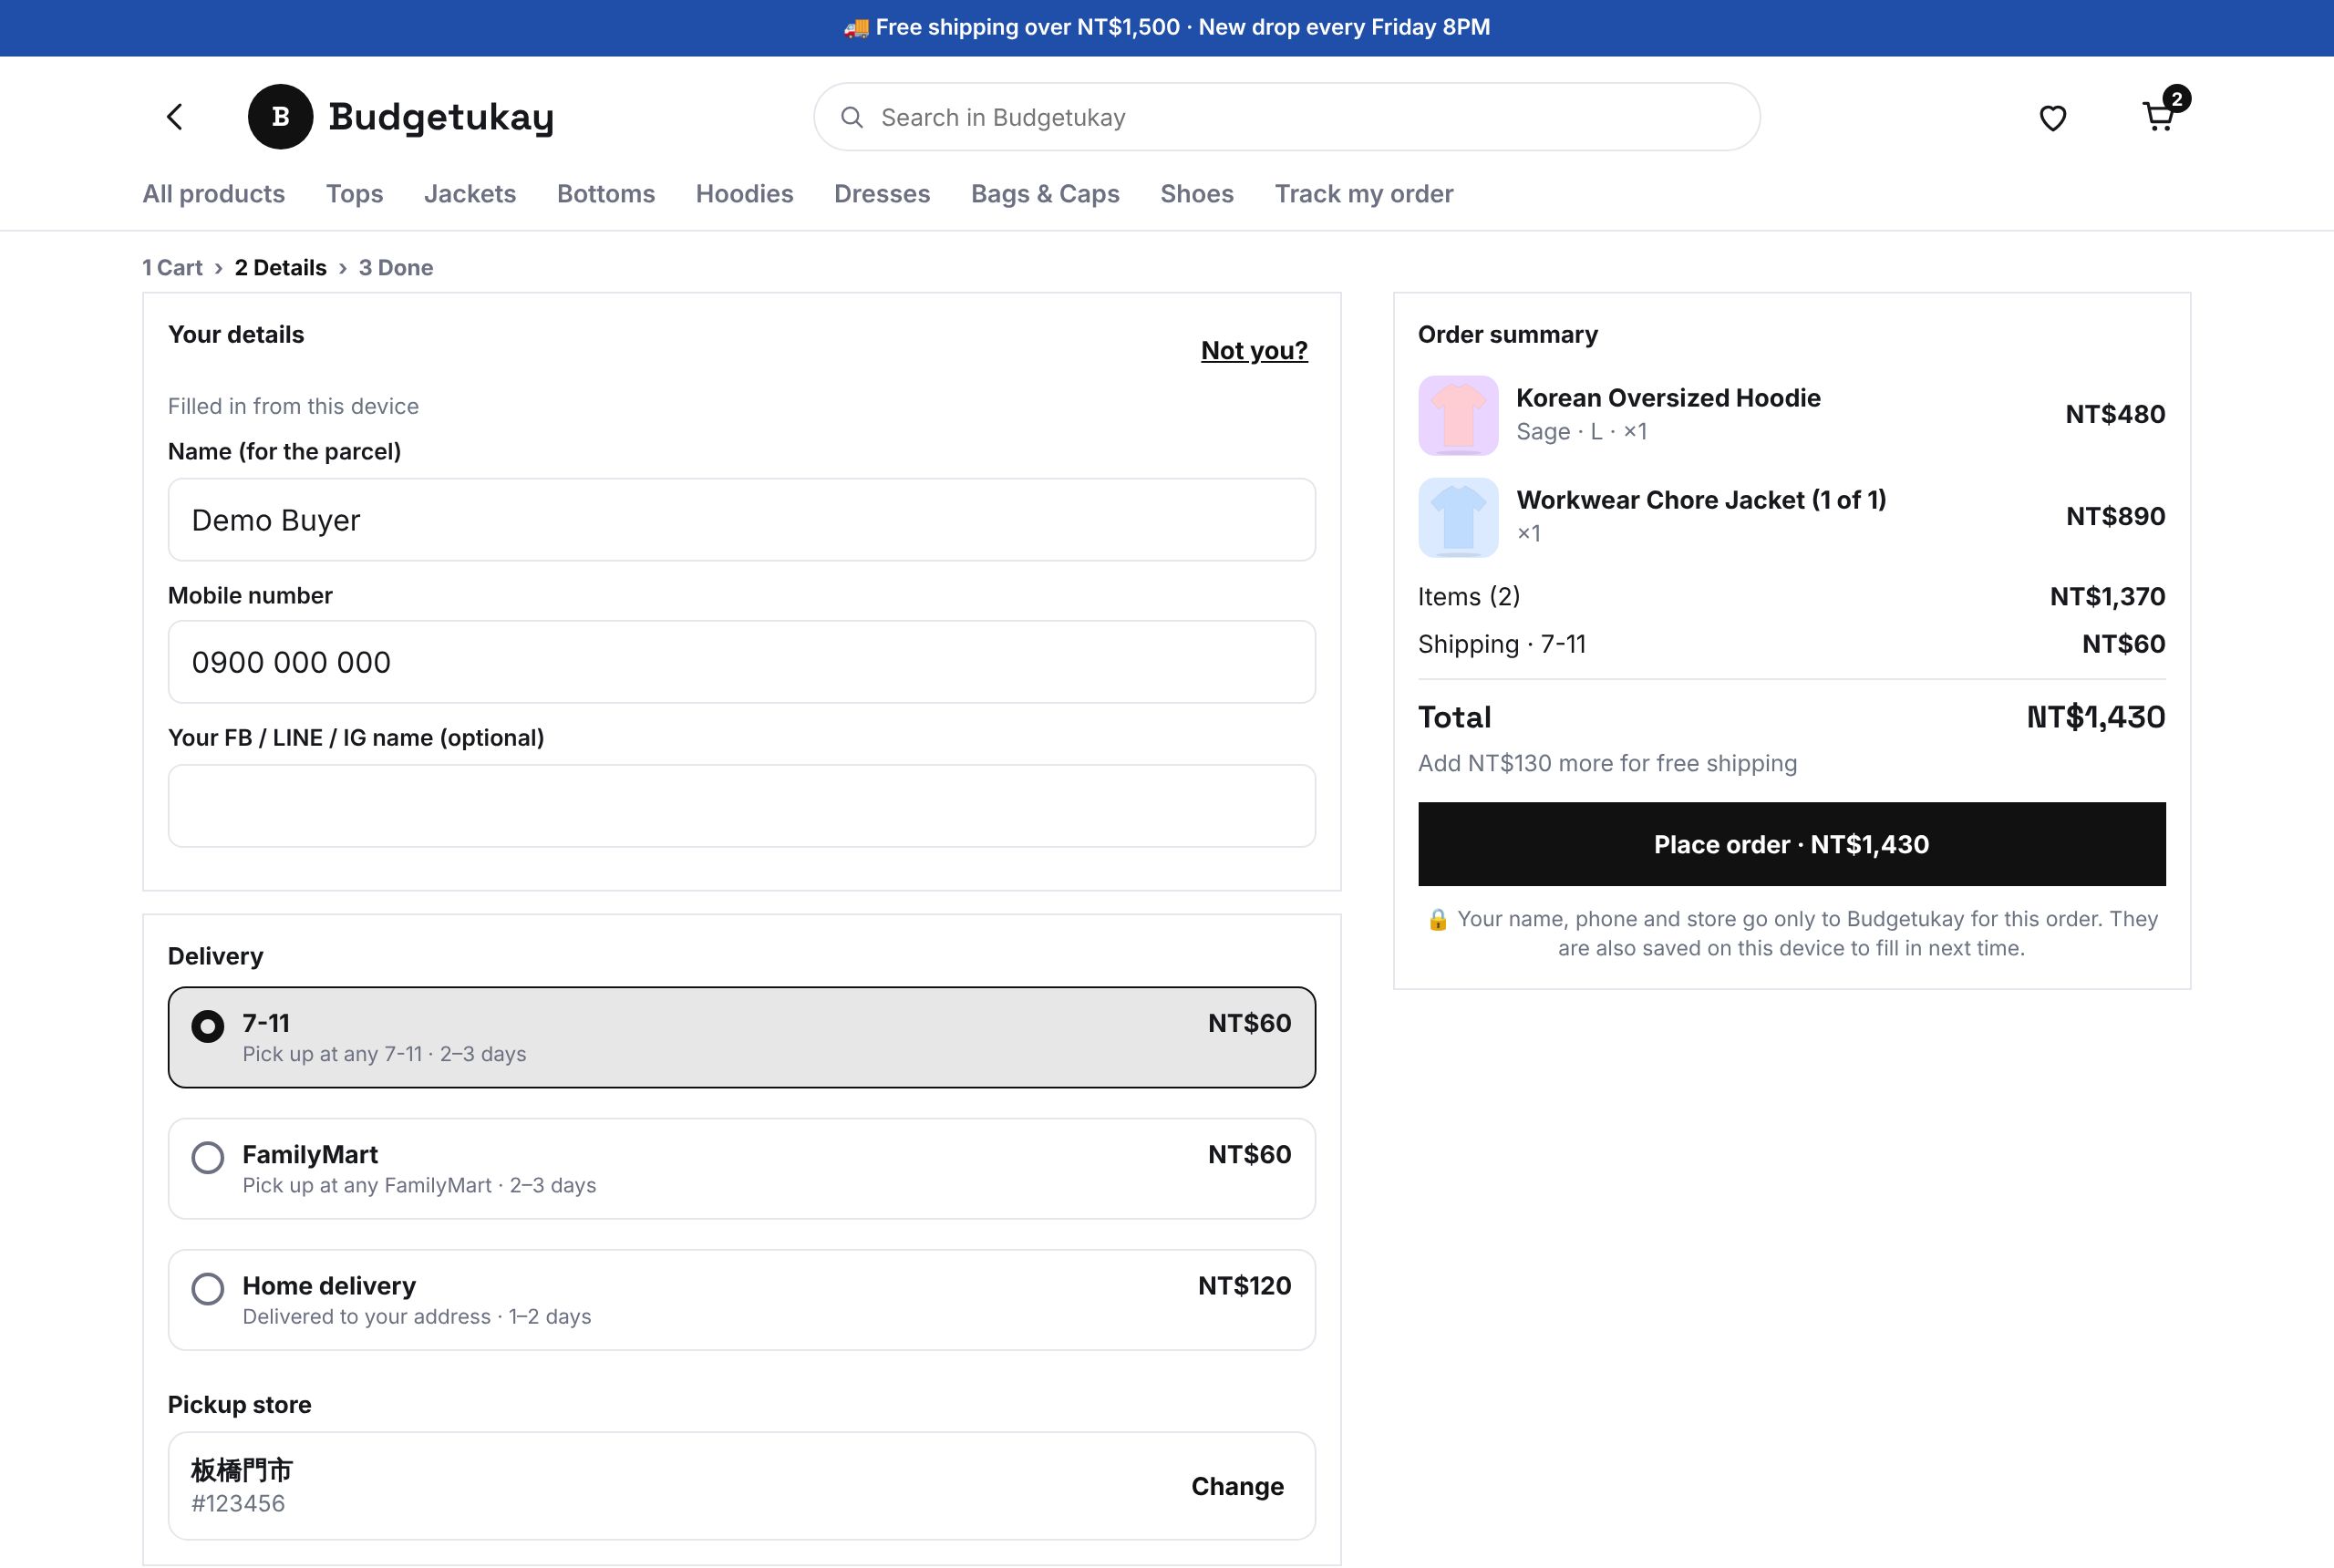 🚚 Free shipping over NT$1,500 · New drop every Friday 8PM
B Budgetukay
Search in Budgetukay
2
All products Tops Jackets Bottoms Hoodies Dresses Bags & Caps Shoes Track my order
1 Cart › 2 Details › 3 Done
Your details
Not you?
Filled in from this device
Name (for the parcel)
Demo Buyer
Mobile number
0900 000 000
Your FB / LINE / IG name (optional)
Delivery
7-11 NT$60
Pick up at any 7-11 · 2–3 days
FamilyMart NT$60
Pick up at any FamilyMart · 2–3 days
Home delivery NT$120
Delivered to your address · 1–2 days
Pickup store
板橋門市
#123456
Change
Order summary
Korean Oversized Hoodie NT$480
Sage · L · ×1
Workwear Chore Jacket (1 of 1) NT$890
×1
Items (2) NT$1,370
Shipping · 7-11 NT$60
Total NT$1,430
Add NT$130 more for free shipping
Place order · NT$1,430
🔒 Your name, phone and store go only to Budgetukay for this order. They
are also saved on this device to fill in next time.